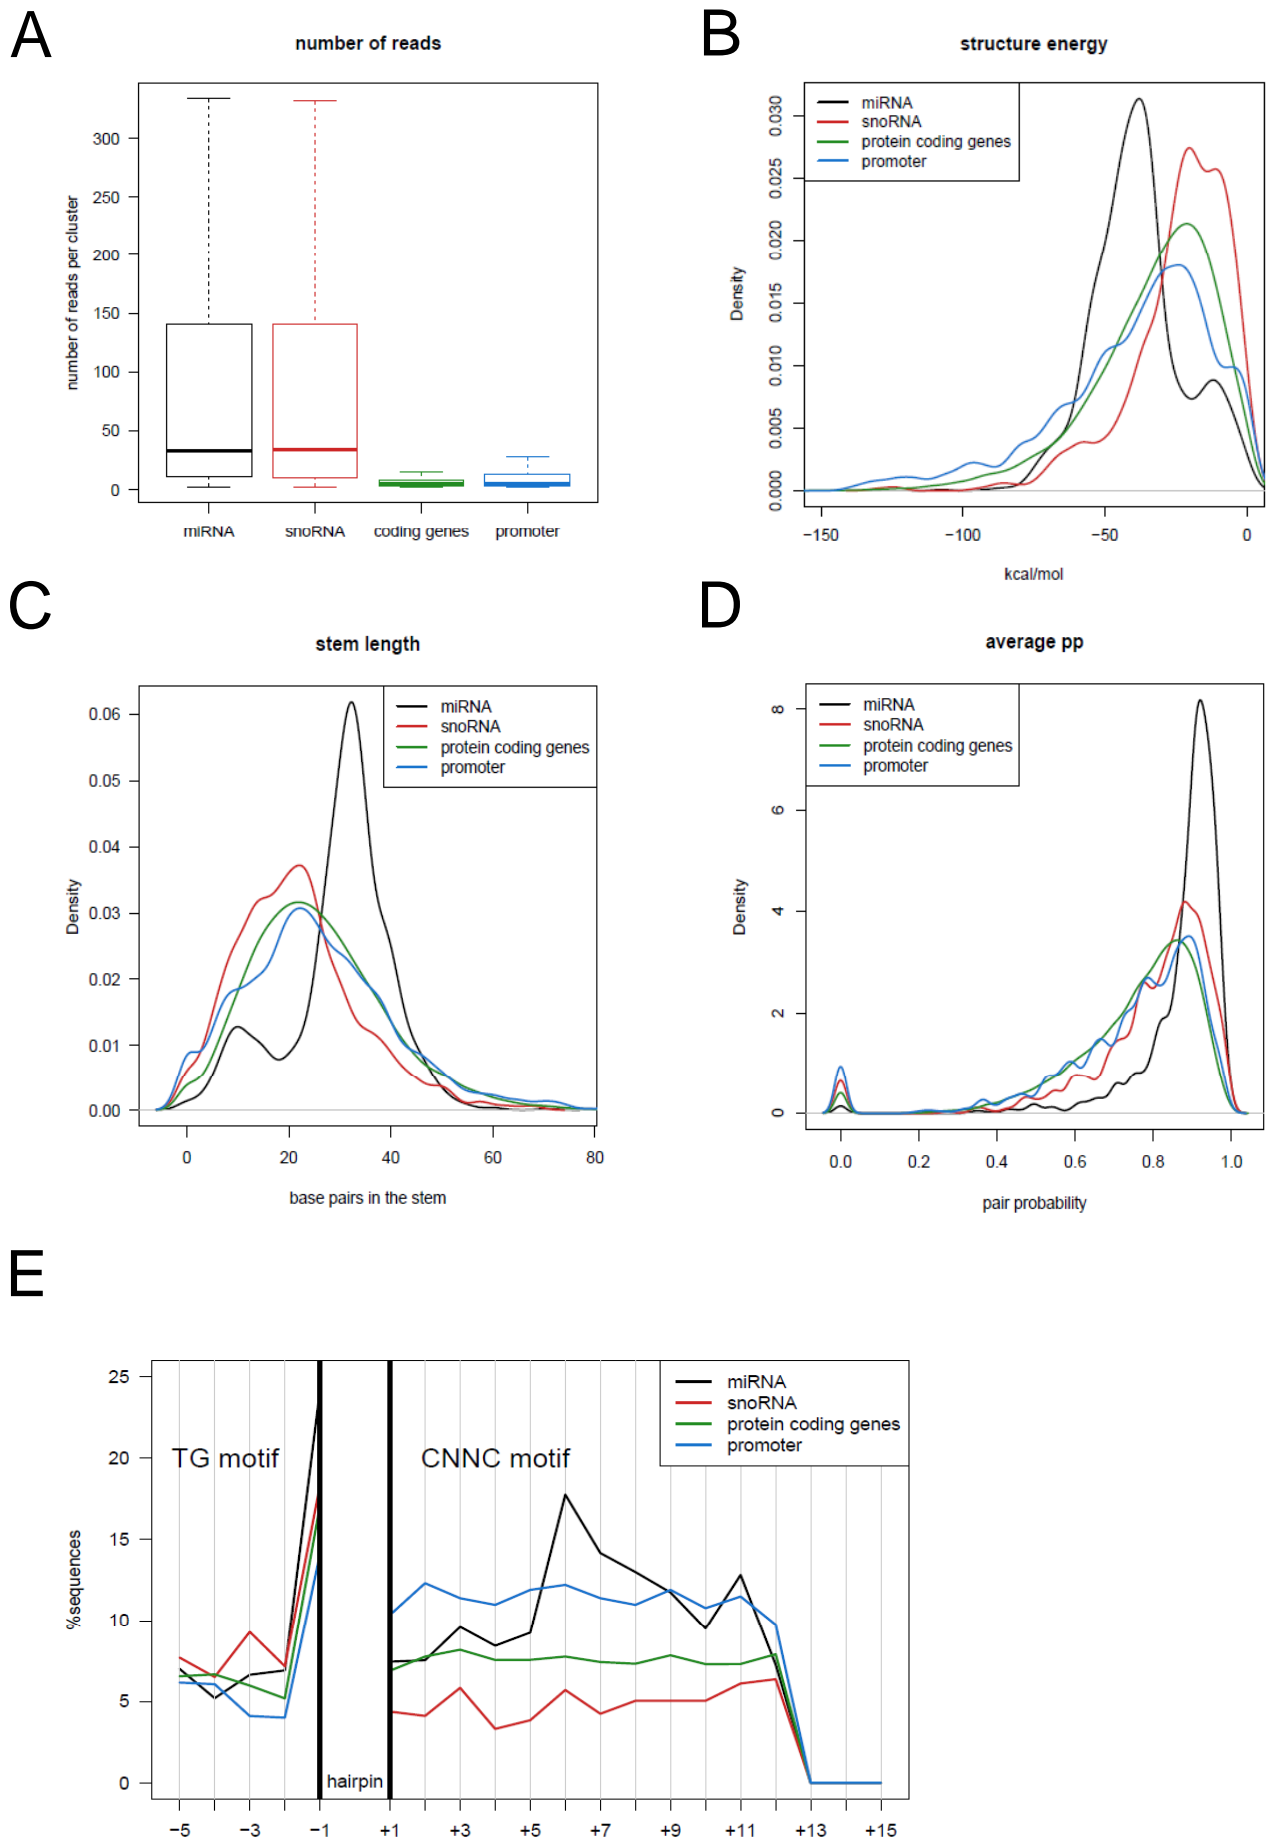 A
number of reads
number of reads per cluster
300
250
200
150
100
50
0
miRNA snoRNA coding genes promoter
B
structure energy
miRNA
snoRNA
protein coding genes
promoter
Density
0.030
0.025
0.020
0.015
0.010
0.005
0.000
−150 −100 −50 0
kcal/mol
C
stem length
miRNA
snoRNA
protein coding genes
promoter
Density
0.06
0.05
0.04
0.03
0.02
0.01
0.00
0 20 40 60 80
base pairs in the stem
D
average pp
miRNA
snoRNA
protein coding genes
promoter
Density
8
6
4
2
0
0.0 0.2 0.4 0.6 0.8 1.0
pair probability
E
miRNA
snoRNA
protein coding genes
promoter
TG motif CNNC motif
%sequences
25
20
15
10
5
0
hairpin
−5 −3 −1 +1 +3 +5 +7 +9 +11 +13 +15